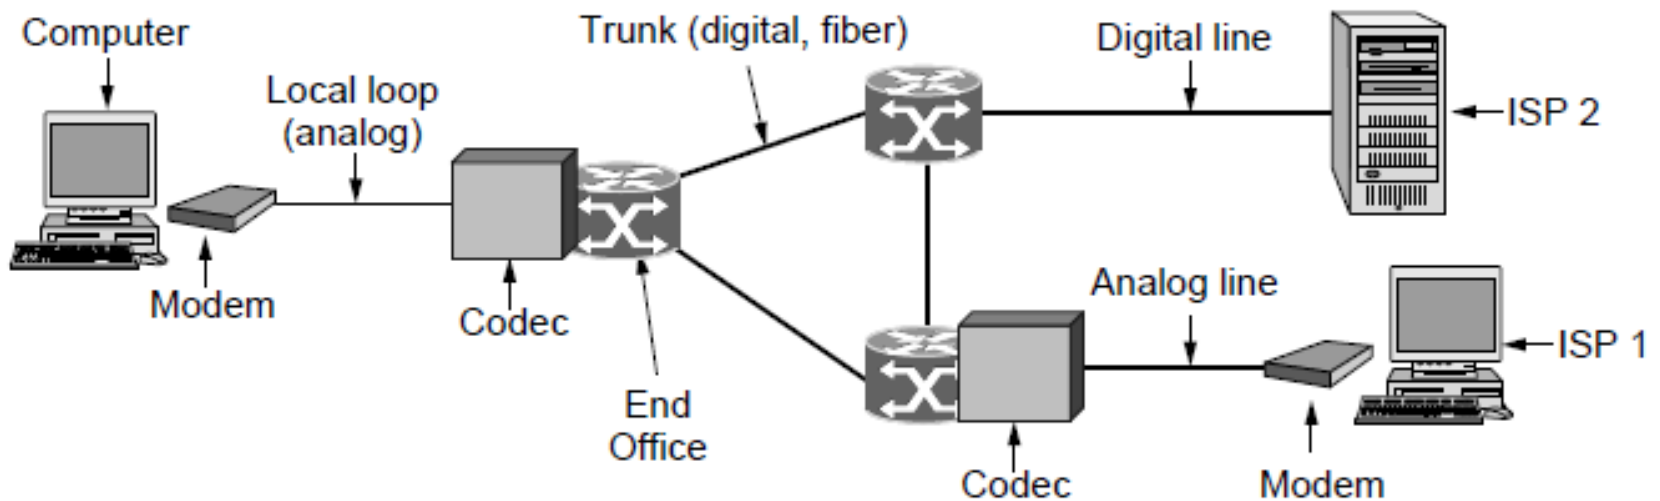 Computer
Trunk (digital, fiber)
Digital line
Local loop
(analog)
ISP 2
Modem
Codec
Analog line
ISP 1
End
Office
Codec
Modem